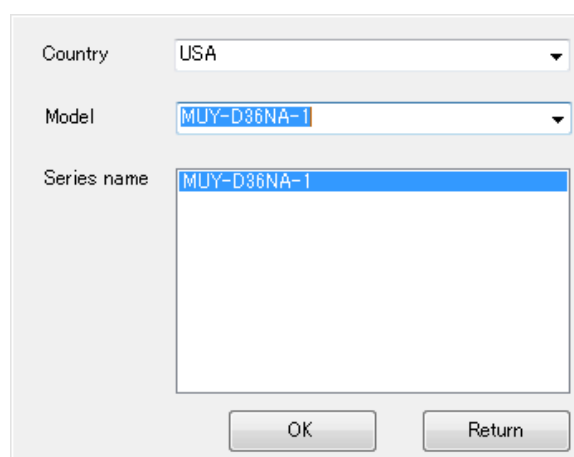 Country USA
Model MUY-D36NA-1
Series name MUY-D36NA-1
OK Return